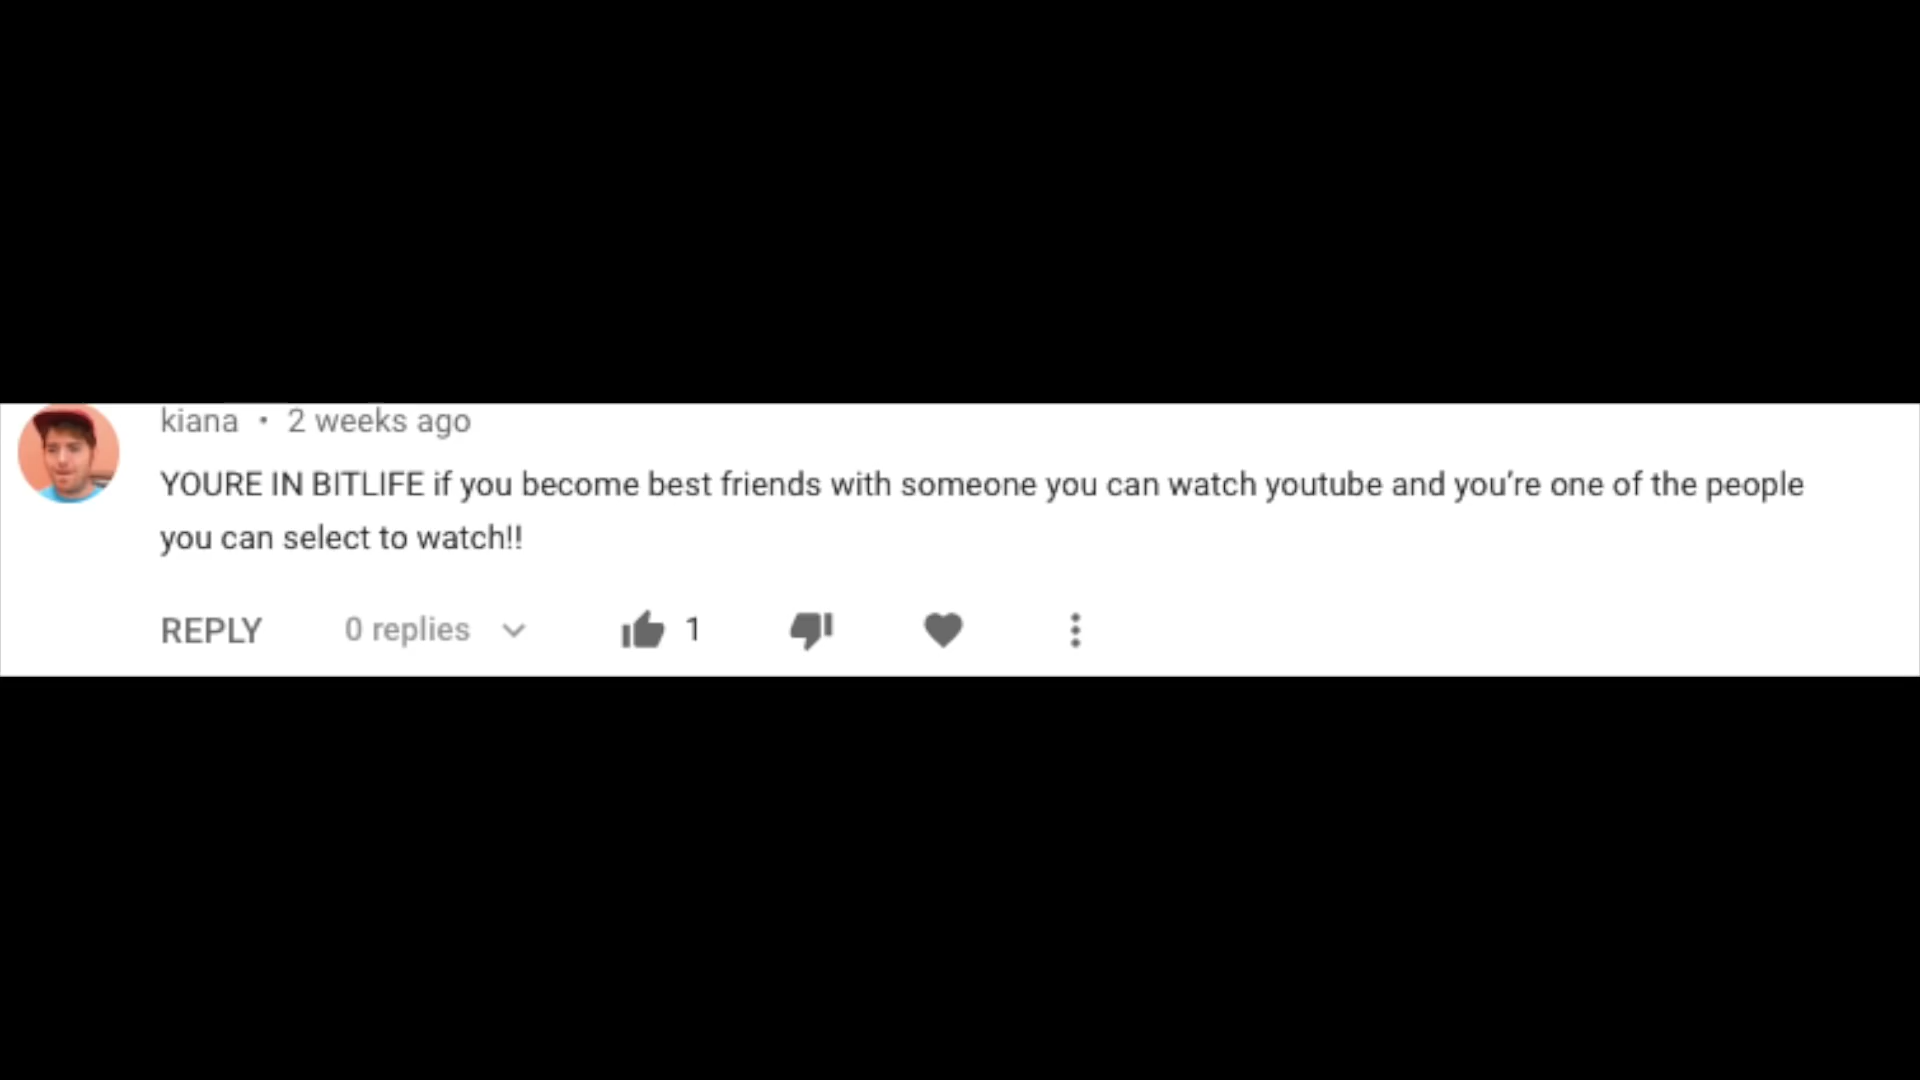 kiana • 2 weeks ago
YOURE IN BITLIFE if you become best friends with someone you can watch youtube and you’re one of the people
you can select to watch!!
REPLY 0 replies 1